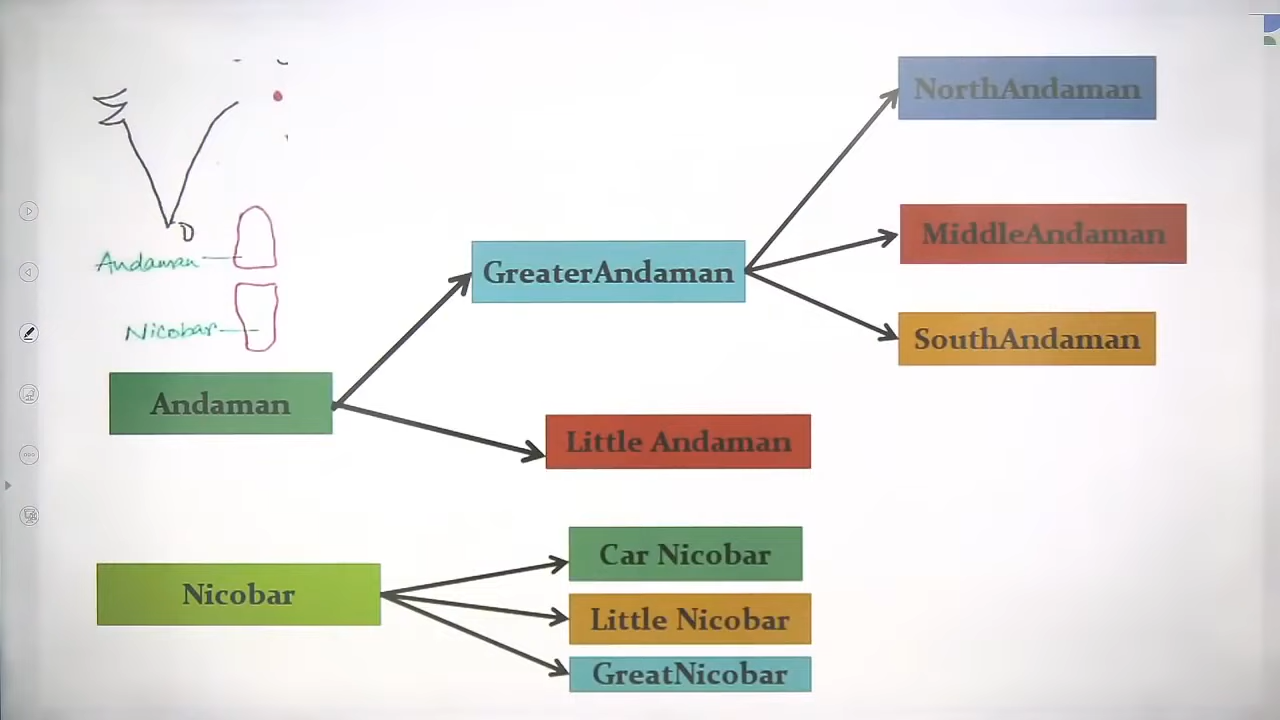 NorthAndaman
MiddleAndaman
GreaterAndaman
SouthAndaman
Andaman
Nicobar
Andaman
Little Andaman
Car Nicobar
Nicobar
Little Nicobar
GreatNicobar